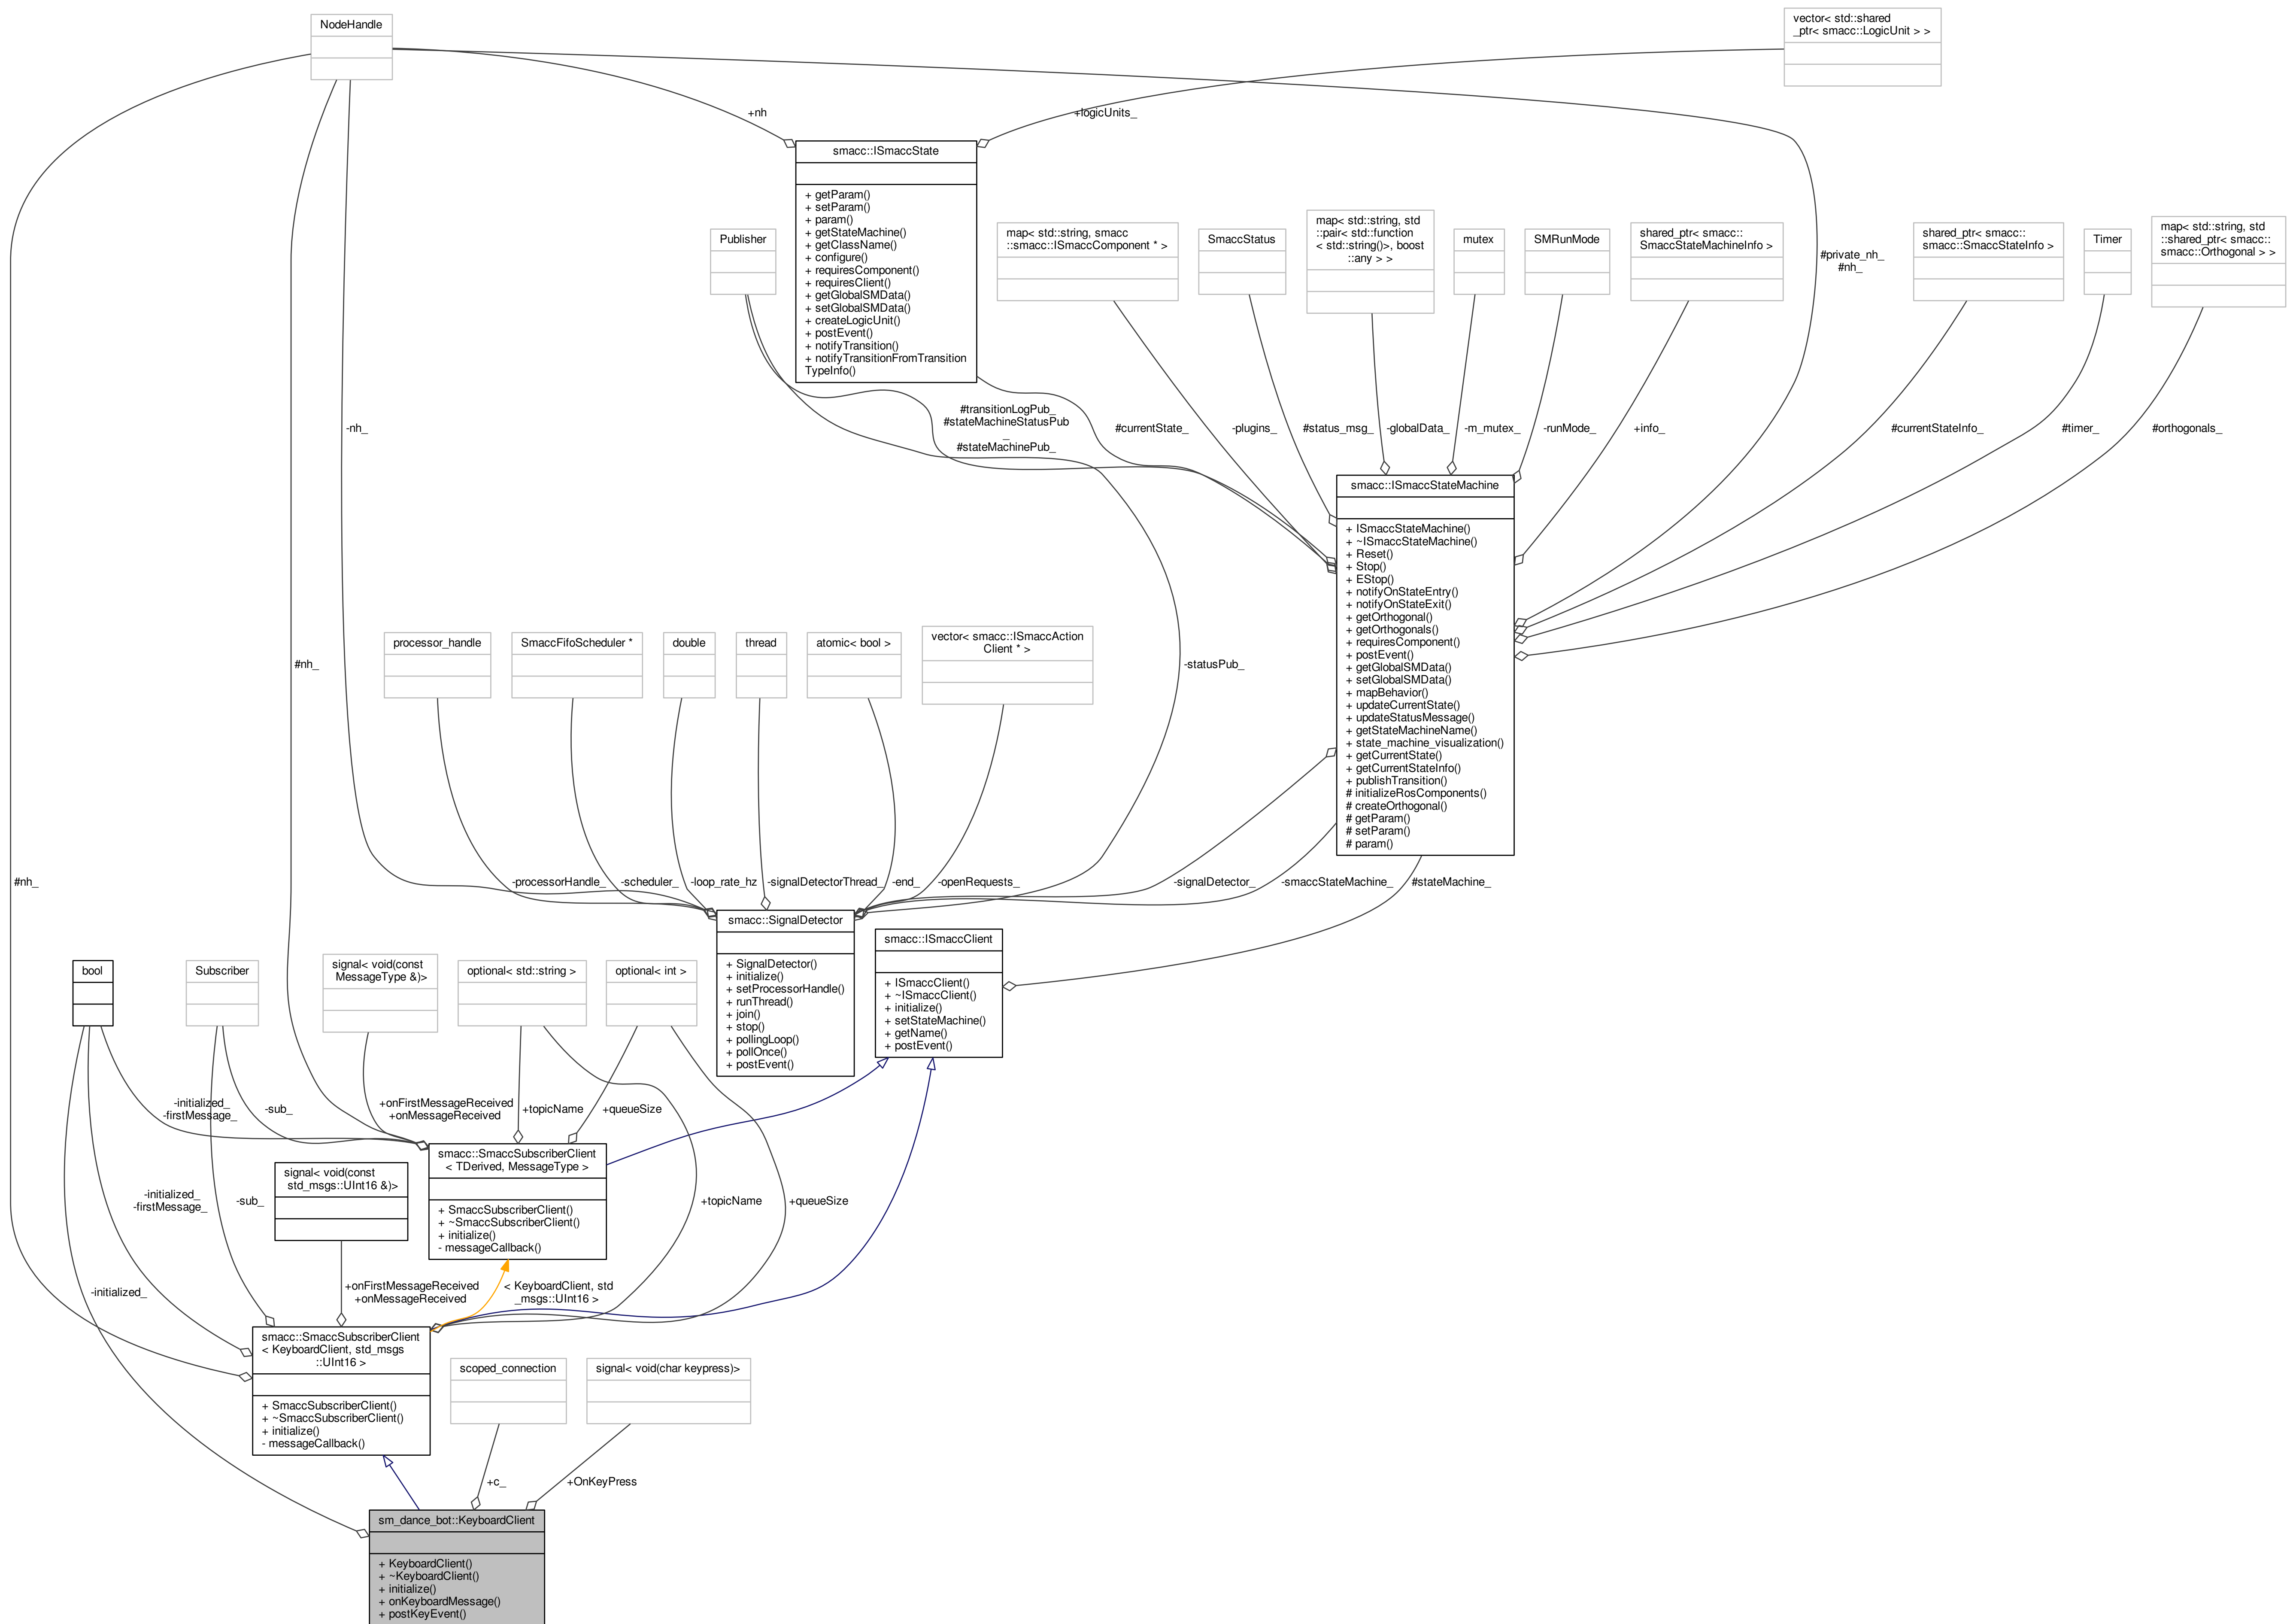 NodeHandle
vector< std::shared
_ptr< smacc::LogicUnit > >
+nh
+logicUnits_
smacc::ISmaccState
+ getParam()
+ setParam()
+ param()
+ getStateMachine()
+ getClassName()
+ configure()
+ requiresComponent()
+ requiresClient()
+ getGlobalSMData()
+ setGlobalSMData()
+ createLogicUnit()
+ postEvent()
+ notifyTransition()
+ notifyTransitionFromTransition
TypeInfo()
Publisher
map< std::string, smacc
::smacc::ISmaccComponent * >
SmaccStatus
map< std::string, std
::pair< std::function
< std::string()>, boost
::any > >
mutex
SMRunMode
shared_ptr< smacc::
SmaccStateMachineInfo >
#private_nh_
#nh_
shared_ptr< smacc::
smacc::SmaccStateInfo >
Timer
map< std::string, std
::shared_ptr< smacc::
smacc::Orthogonal > >
-nh_
#transitionLogPub_
#stateMachineStatusPub
_
#stateMachinePub_
#currentState_
-plugins_
#status_msg_
-globalData_
-m_mutex_
-runMode_
+info_
#currentStateInfo_
#timer_
#orthogonals_
smacc::ISmaccStateMachine
+ ISmaccStateMachine()
+ ~ISmaccStateMachine()
+ Reset()
+ Stop()
+ EStop()
+ notifyOnStateEntry()
+ notifyOnStateExit()
+ getOrthogonal()
+ getOrthogonals()
+ requiresComponent()
+ postEvent()
+ getGlobalSMData()
+ setGlobalSMData()
+ mapBehavior()
+ updateCurrentState()
+ updateStatusMessage()
+ getStateMachineName()
+ state_machine_visualization()
+ getCurrentState()
+ getCurrentStateInfo()
+ publishTransition()
# initializeRosComponents()
# createOrthogonal()
# getParam()
# setParam()
# param()
#nh_
processor_handle
SmaccFifoScheduler *
double
thread
atomic< bool >
vector< smacc::ISmaccAction
Client * >
-statusPub_
#nh_
-processorHandle_
-scheduler_
-loop_rate_hz
-signalDetectorThread_
-end_
-openRequests_
-signalDetector_
-smaccStateMachine_
#stateMachine_
smacc::SignalDetector
+ SignalDetector()
+ initialize()
+ setProcessorHandle()
+ runThread()
+ join()
+ stop()
+ pollingLoop()
+ pollOnce()
+ postEvent()
smacc::ISmaccClient
+ ISmaccClient()
+ ~ISmaccClient()
+ initialize()
+ setStateMachine()
+ getName()
+ postEvent()
bool
Subscriber
signal< void(const
MessageType &)>
optional< std::string >
optional< int >
-initialized_
-firstMessage_
-sub_
+onFirstMessageReceived
+onMessageReceived
+topicName
+queueSize
smacc::SmaccSubscriberClient
< TDerived, MessageType >
+ SmaccSubscriberClient()
+ ~SmaccSubscriberClient()
+ initialize()
- messageCallback()
signal< void(const
std_msgs::UInt16 &)>
-initialized_
-firstMessage_
-sub_
+topicName
+queueSize
-initialized_
+onFirstMessageReceived
+onMessageReceived
< KeyboardClient, std
_msgs::UInt16 >
smacc::SmaccSubscriberClient
< KeyboardClient, std_msgs
::UInt16 >
+ SmaccSubscriberClient()
+ ~SmaccSubscriberClient()
+ initialize()
- messageCallback()
scoped_connection
signal< void(char keypress)>
+c_
+OnKeyPress
sm_dance_bot::KeyboardClient
+ KeyboardClient()
+ ~KeyboardClient()
+ initialize()
+ onKeyboardMessage()
+ postKeyEvent()